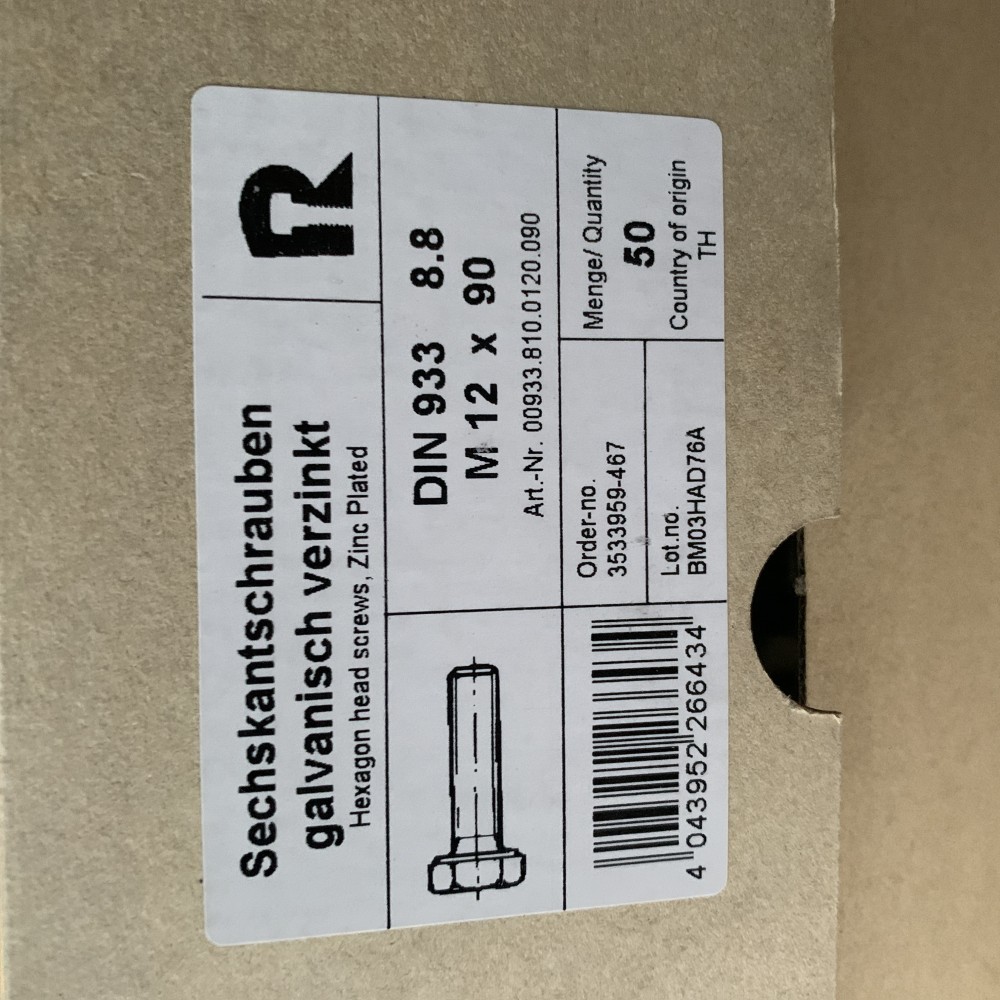 Sechskantschrauben
galvanisch verzinkt
Hexagon head screws, Zinc Plated
R
DIN 933 8.8
M 12 x 90
Art.-Nr. 00933.810.0120.090
4 043952 266434
Order-no.
3533959-467
Lot.no.
BM03HAD76A
Menge/ Quantity
50
Country of origin
TH